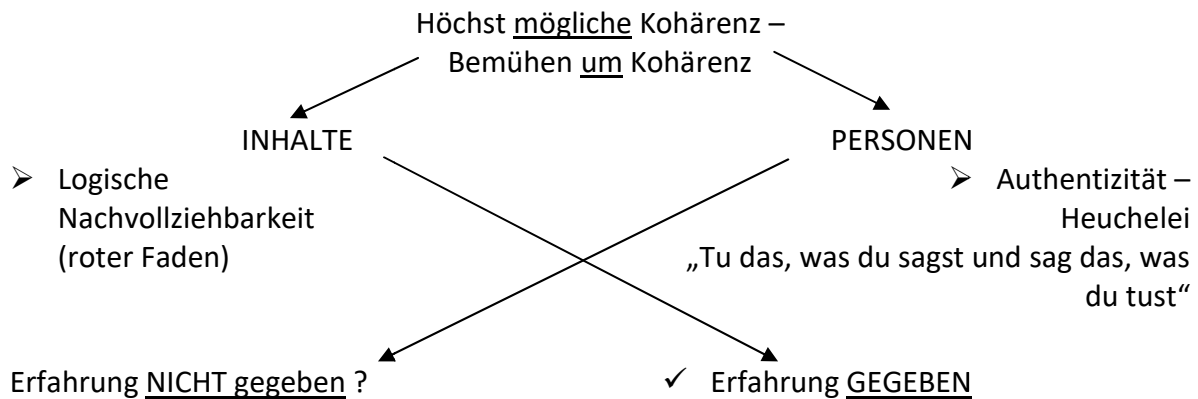 Höchst mögliche Kohärenz –
Bemühen um Kohärenz
INHALTE
PERSONEN
➢ Logische
Nachvollziehbarkeit
(roter Faden)
➢ Authentizität –
Heuchelei
„Tu das, was du sagst und sag das, was
du tust“
Erfahrung NICHT gegeben ?
✓ Erfahrung GEGEBEN